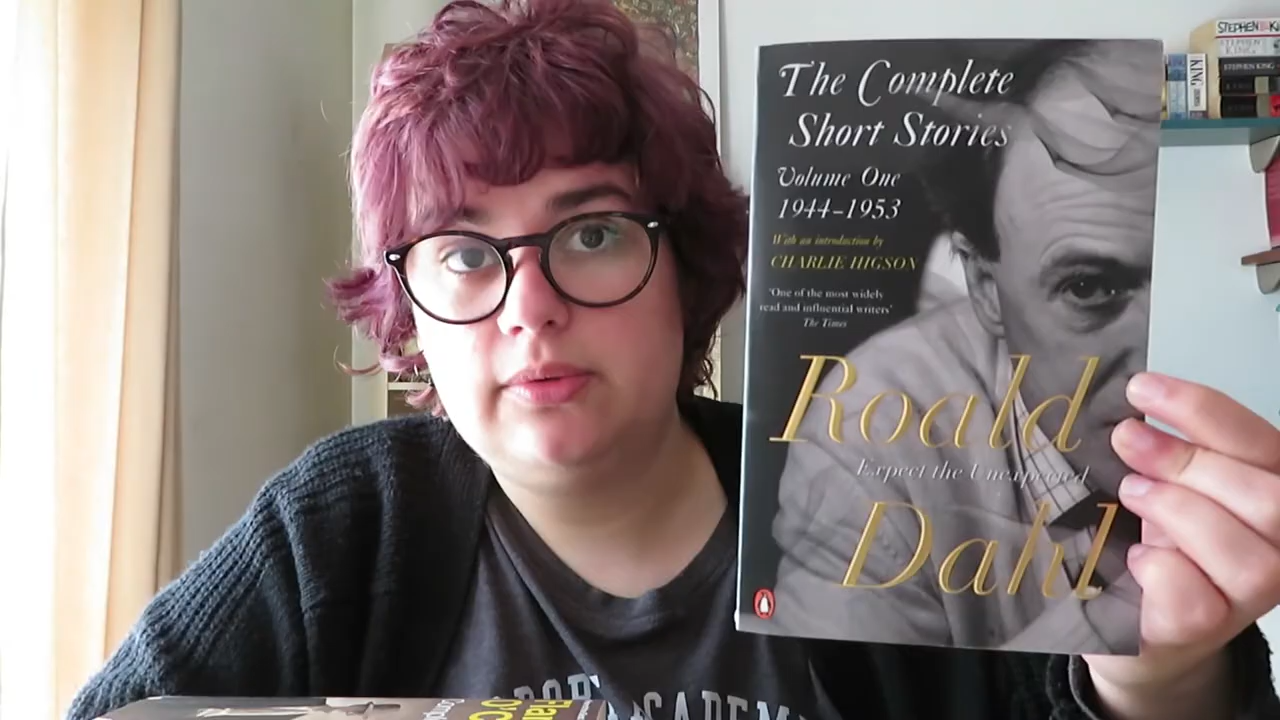 The Complete
Short Stories
Volume One
1944–1953
With an introduction by
CHARLIE HIGSON
'One of the most widely
read and influential writers'
The Times
Roald
Expect the Unexpected
Dahl
STEPHEN KING
STEPHEN KING
STEPHEN KING
KING
ACADEM